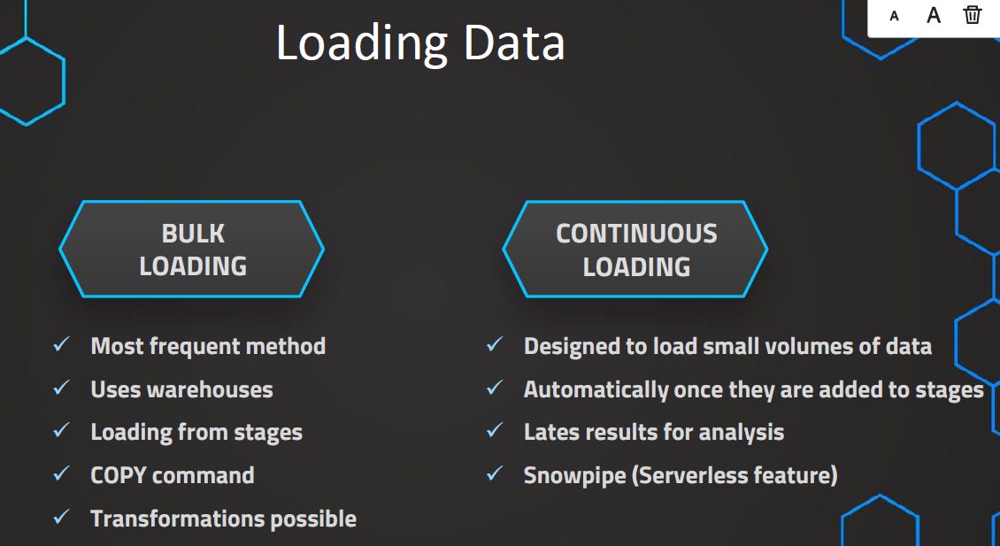 Loading Data
A A
BULK
LOADING
Most frequent method
Uses warehouses
Loading from stages
COPY command
Transformations possible
CONTINUOUS
LOADING
Designed to load small volumes of data
Automatically once they are added to stages
Lates results for analysis
Snowpipe (Serverless feature)